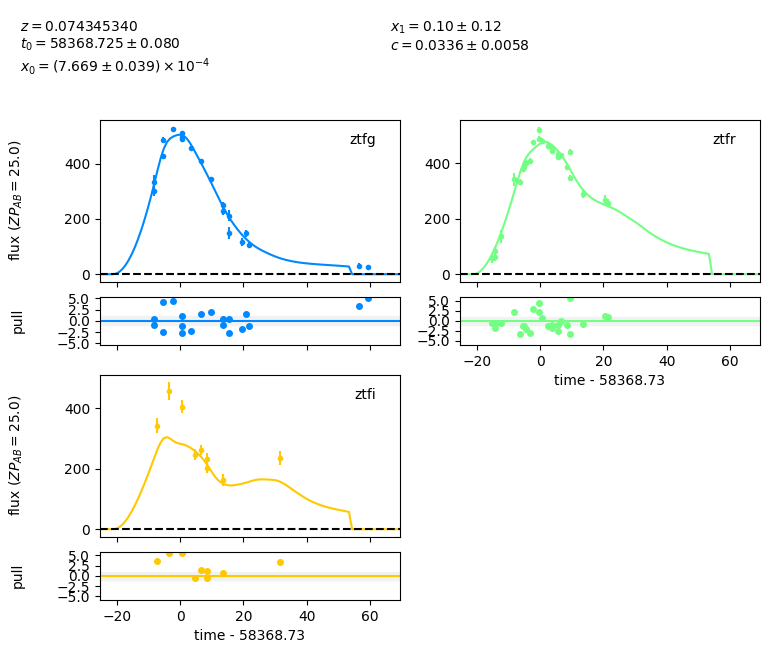 z = 0.074345340
t₀ = 58368.725 ± 0.080
x₀ = (7.669 ± 0.039) × 10⁻⁴
x₁ = 0.10 ± 0.12
c = 0.0336 ± 0.0058
ztfg
flux (ZP_AB = 25.0)
400
200
0
pull
5.0
2.5
0.0
−2.5
−5.0
ztfr
400
200
0
5.0
2.5
0.0
−2.5
−5.0
−20 0 20 40 60
time - 58368.73
ztfi
flux (ZP_AB = 25.0)
400
200
0
pull
5.0
2.5
0.0
−2.5
−5.0
−20 0 20 40 60
time - 58368.73